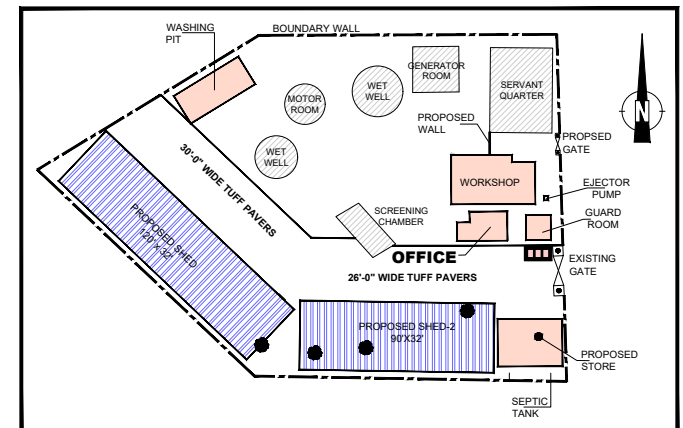 WASHING
PIT
BOUNDARY WALL
GENERATOR
ROOM
WET
WELL
MOTOR
ROOM
SERVANT
QUARTER
PROPOSED
WALL
PROPSED
GATE
WET
WELL
30'-0" WIDE TUFF PAVERS
WORKSHOP
EJECTOR
PUMP
SCREENING
CHAMBER
GUARD
ROOM
PROPOSED SHED
120'X32'
OFFICE
EXISTING
GATE
26'-0" WIDE TUFF PAVERS
PROPOSED SHED-2
90'X32'
PROPOSED
STORE
SEPTIC
TANK
N